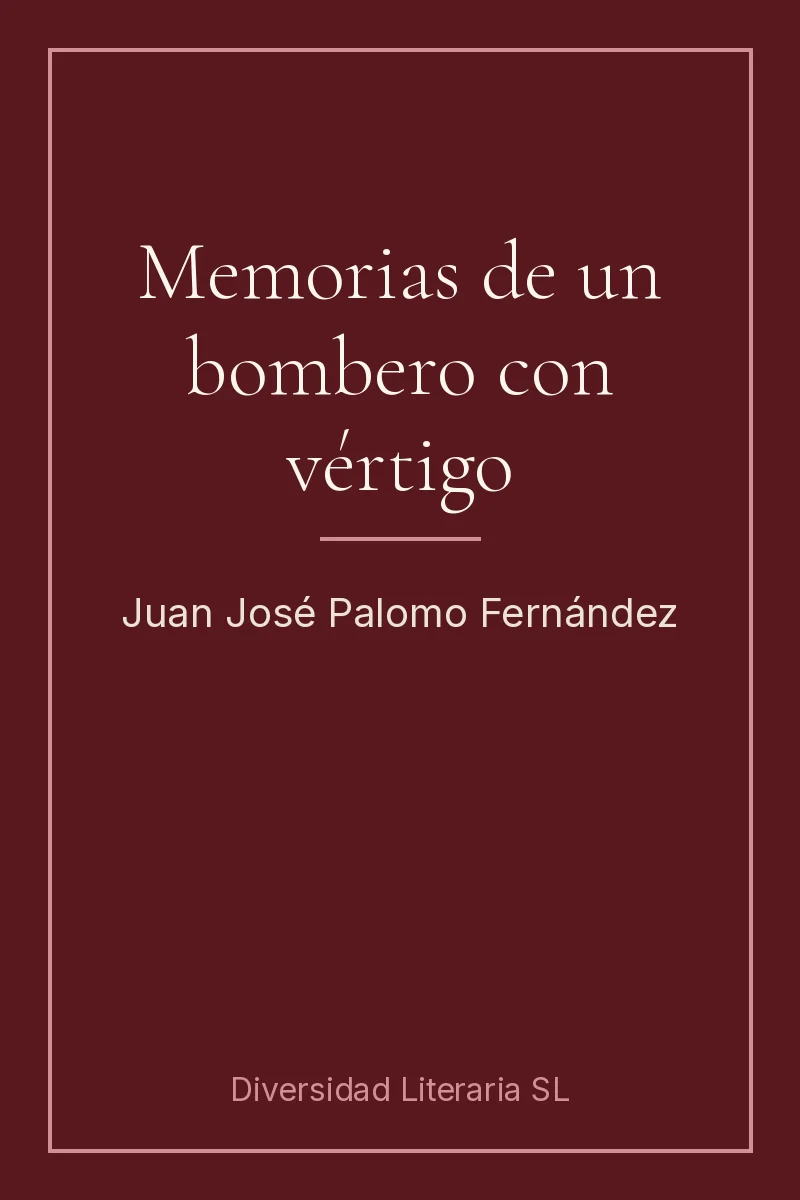 Memorias de un
bombero con
vértigo
Juan José Palomo Fernández
Diversidad Literaria SL